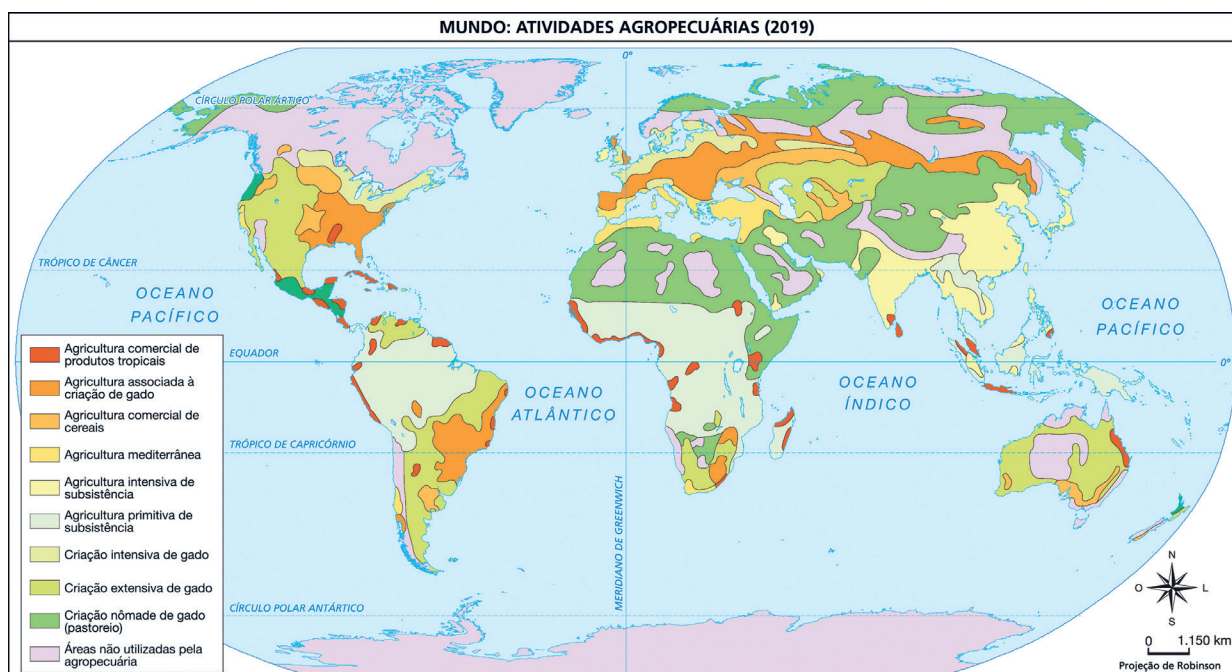 MUNDO: ATIVIDADES AGROPECUÁRIAS (2019)
0°
CÍRCULO POLAR ÁRTICO
TRÓPICO DE CÂNCER
OCEANO
PACÍFICO
OCEANO
PACÍFICO
EQUADOR
0°
OCEANO
ATLÂNTICO
OCEANO
ÍNDICO
TRÓPICO DE CAPRICÓRNIO
MERIDIANO DE GREENWICH
CÍRCULO POLAR ANTÁRTICO
Agricultura comercial de
produtos tropicais
Agricultura associada à
criação de gado
Agricultura comercial de
cereais
Agricultura mediterrânea
Agricultura intensiva de
subsistência
Agricultura primitiva de
subsistência
Criação intensiva de gado
Criação extensiva de gado
Criação nômade de gado
(pastoreio)
Áreas não utilizadas pela
agropecuária
N
O
L
S
0 1.150 km
Projeção de Robinson